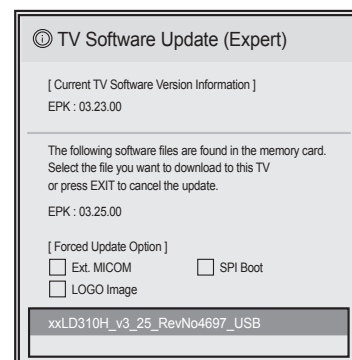 ⓘ TV Software Update (Expert)
[ Current TV Software Version Information ]
EPK : 03.23.00
The following software files are found in the memory card.
Select the file you want to download to this TV
or press EXIT to cancel the update.
EPK : 03.25.00
[ Forced Update Option ]
Ext. MICOM SPI Boot
LOGO Image
xxLD310H_v3_25_RevNo4697_USB